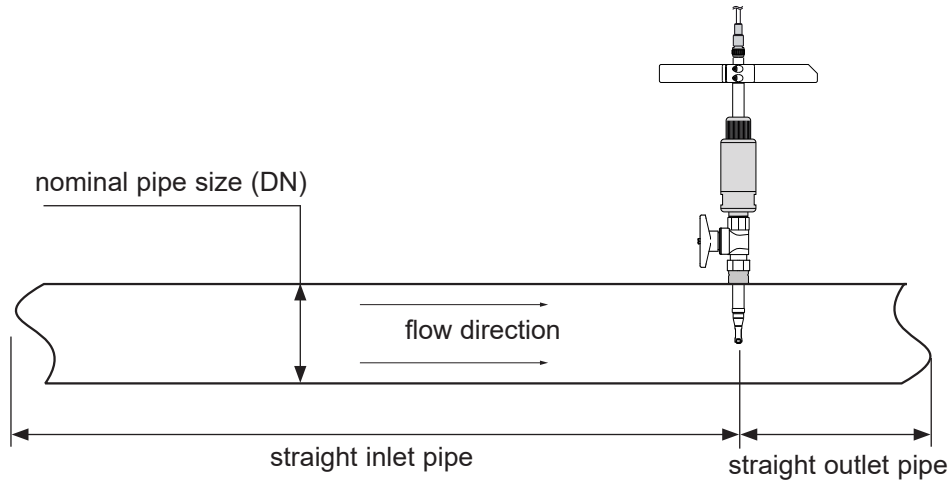 nominal pipe size (DN)
flow direction
straight inlet pipe
straight outlet pipe